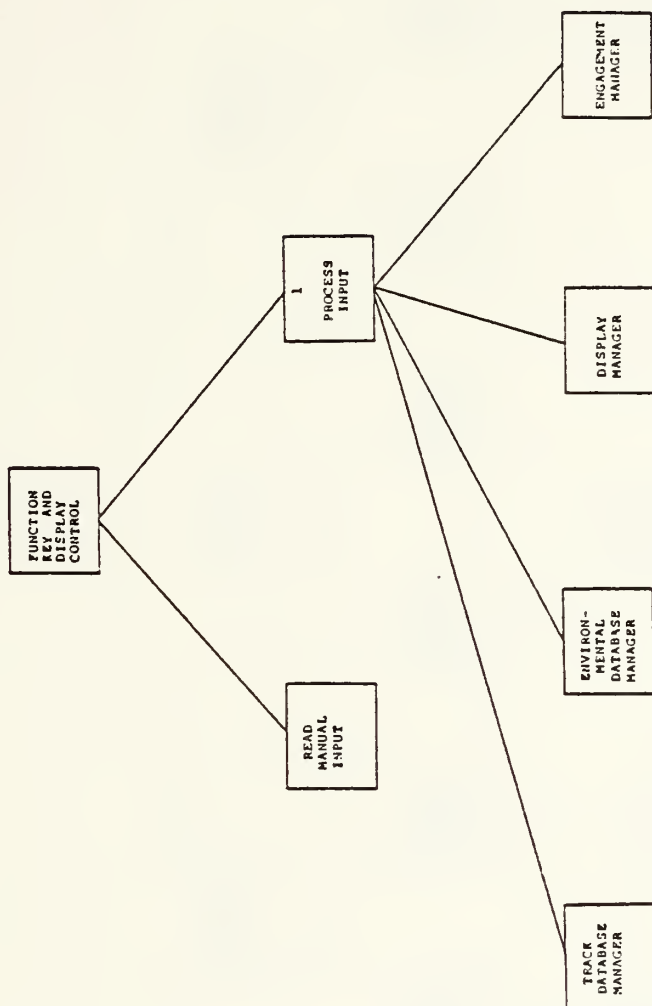 FUNCTION
KEY AND
DISPLAY
CONTROL
READ
MANUAL
INPUT
1
PROCESS
INPUT
TRACK
DATABASE
MANAGER
ENVIRON-
MENTAL
DATABASE
MANAGER
DISPLAY
MANAGER
ENGAGEMENT
MANAGER